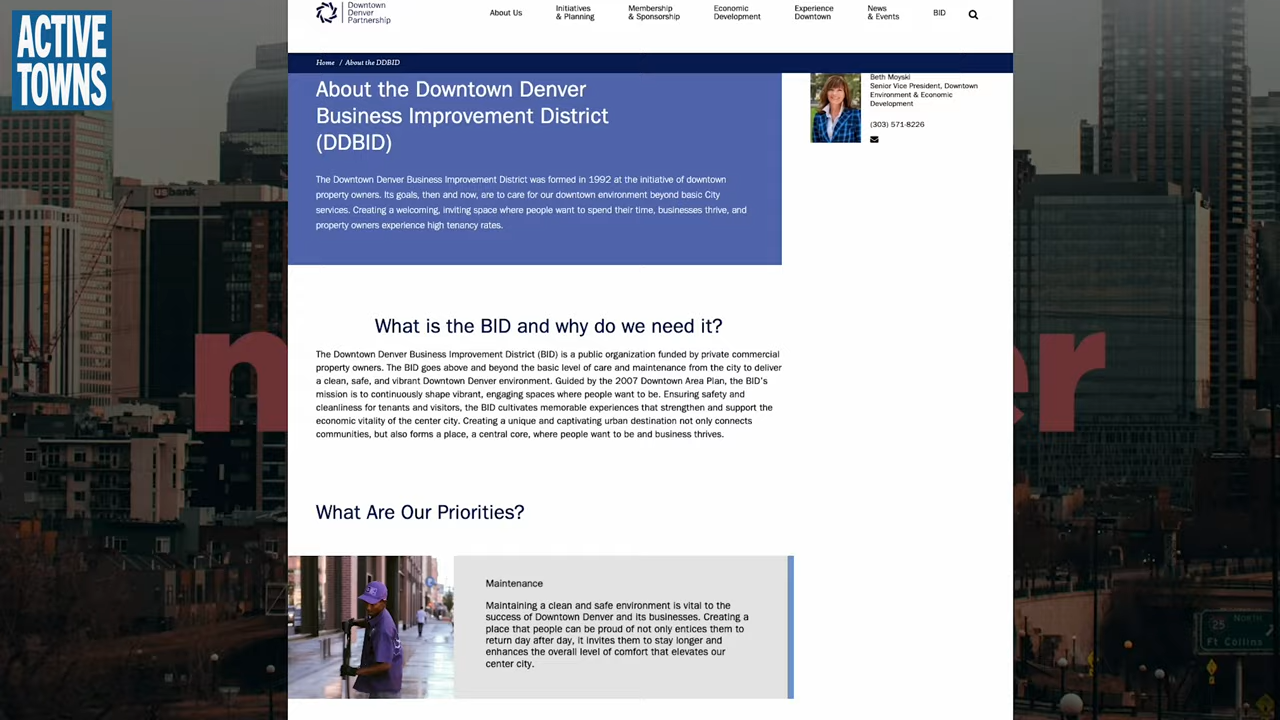 ACTIVE
TOWNS
Downtown
Denver
Partnership
About Us
Initiatives
& Planning
Membership
& Sponsorship
Economic
Development
Experience
Downtown
News
& Events
BID
Home / About the DDBID
About the Downtown Denver
Business Improvement District
(DDBID)
The Downtown Denver Business Improvement District was formed in 1992 at the initiative of downtown
property owners. Its goals, then and now, are to care for our downtown environment beyond basic City
services. Creating a welcoming, inviting space where people want to spend their time, businesses thrive, and
property owners experience high tenancy rates.
Beth Moyski
Senior Vice President, Downtown
Environment & Economic
Development
(303) 571-8226
What is the BID and why do we need it?
The Downtown Denver Business Improvement District (BID) is a public organization funded by private commercial
property owners. The BID goes above and beyond the basic level of care and maintenance from the city to deliver
a clean, safe, and vibrant Downtown Denver environment. Guided by the 2007 Downtown Area Plan, the BID's
mission is to continuously shape vibrant, engaging spaces where people want to be. Ensuring safety and
cleanliness for tenants and visitors, the BID cultivates memorable experiences that strengthen and support the
economic vitality of the center city. Creating a unique and captivating urban destination not only connects
communities, but also forms a place, a central core, where people want to be and business thrives.
What Are Our Priorities?
Maintenance
Maintaining a clean and safe environment is vital to the
success of Downtown Denver and its businesses. Creating a
place that people can be proud of not only entices them to
return day after day, it invites them to stay longer and
enhances the overall level of comfort that elevates our
center city.
usbank
25 NORTH
Ft Collins